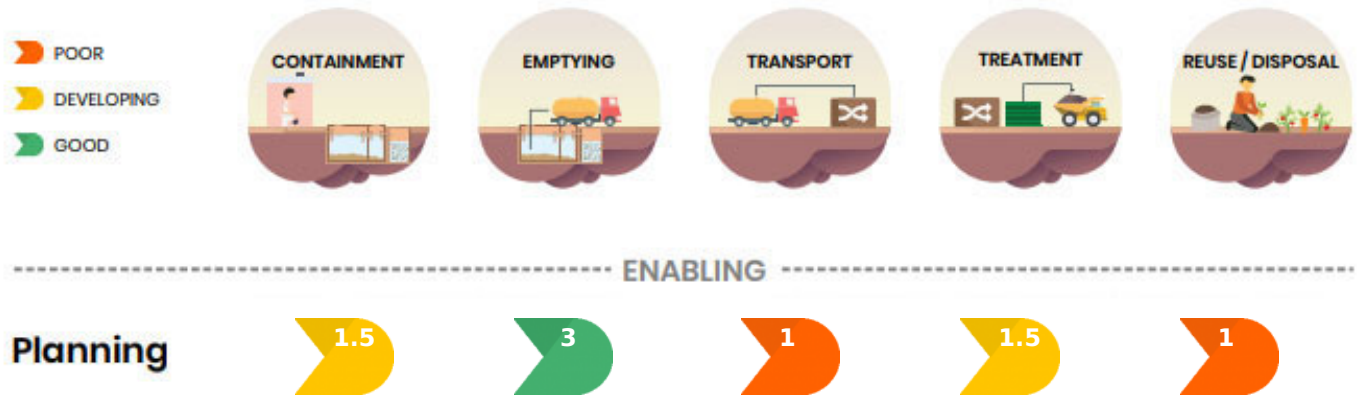 POOR
DEVELOPING
GOOD
CONTAINMENT
EMPTYING
TRANSPORT
TREATMENT
REUSE / DISPOSAL
ENABLING
Planning
1.5
3
1
1.5
1